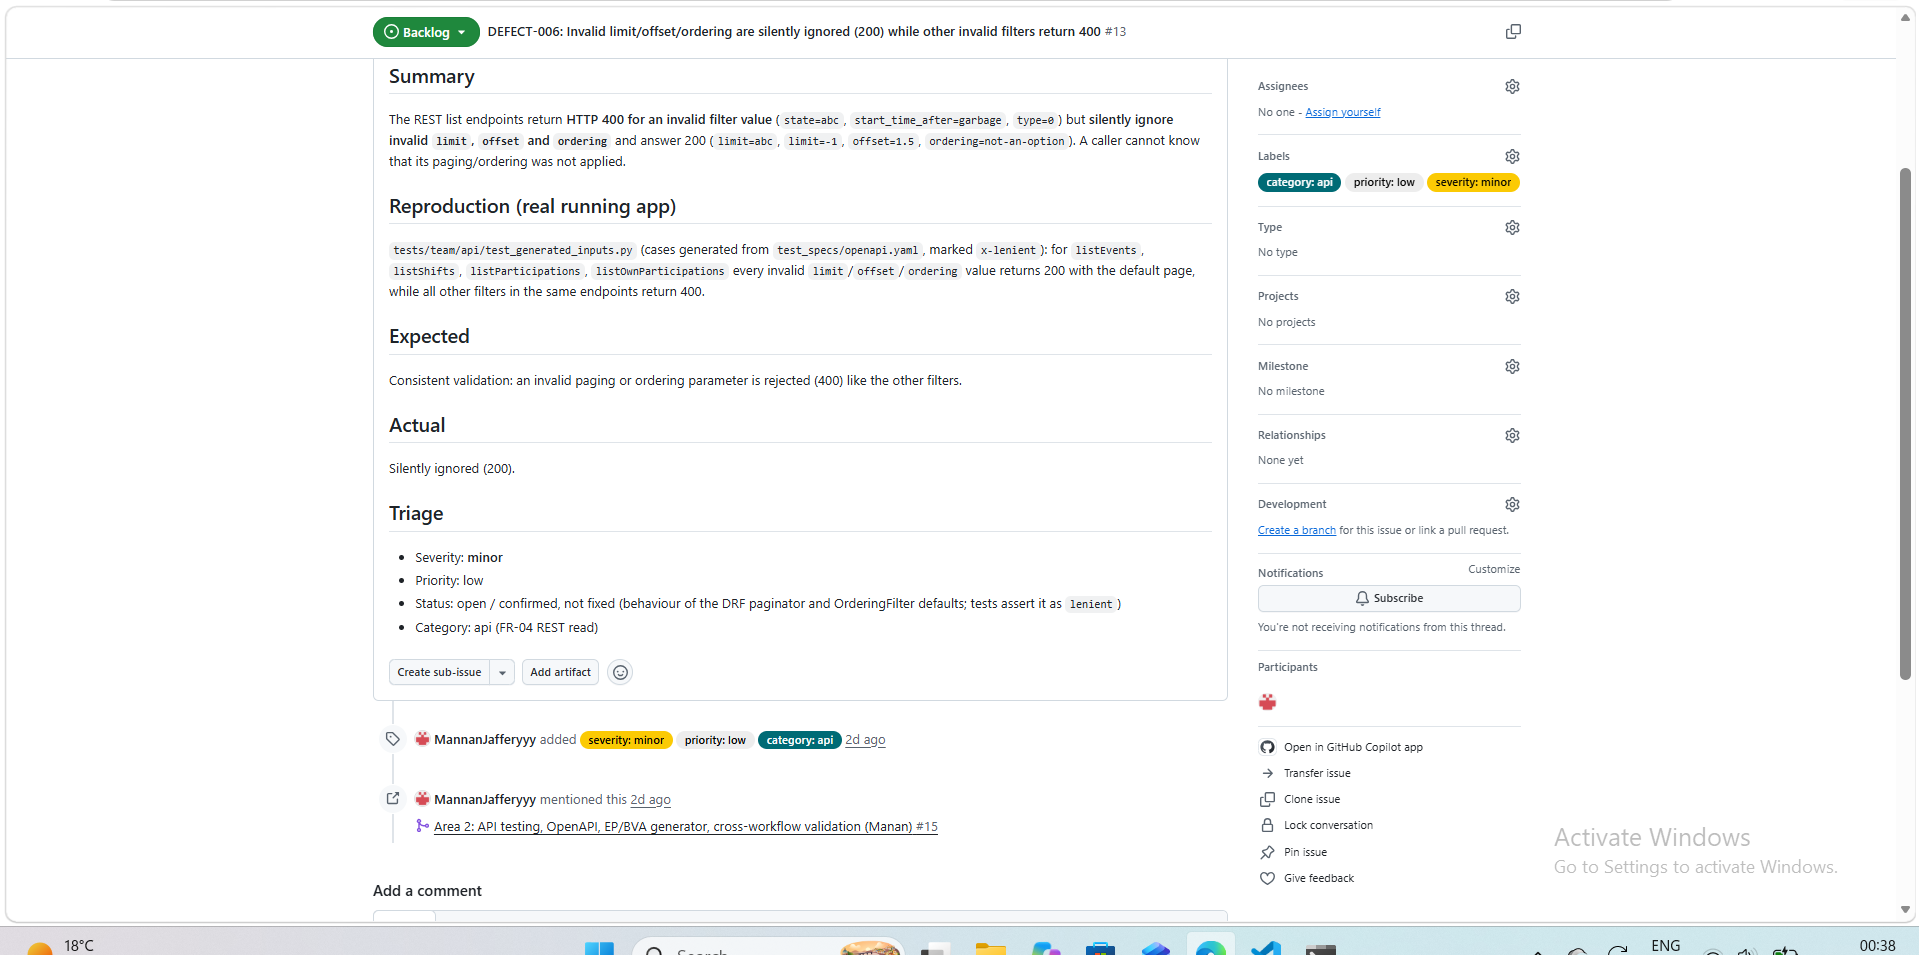 Backlog
DEFECT-006: Invalid limit/offset/ordering are silently ignored (200) while other invalid filters return 400 #13
Summary
The REST list endpoints return HTTP 400 for an invalid filter value ( state=abc , start_time_after=garbage , type=0 ) but silently ignore
invalid limit , offset and ordering and answer 200 ( limit=abc , limit=-1 , offset=1.5 , ordering=not-an-option ). A caller cannot know
that its paging/ordering was not applied.
Reproduction (real running app)
tests/team/api/test_generated_inputs.py (cases generated from test_specs/openapi.yaml , marked x-lenient ): for listEvents ,
listShifts , listParticipations , listOwnParticipations every invalid limit / offset / ordering value returns 200 with the default page,
while all other filters in the same endpoints return 400.
Expected
Consistent validation: an invalid paging or ordering parameter is rejected (400) like the other filters.
Actual
Silently ignored (200).
Triage
Severity: minor
Priority: low
Status: open / confirmed, not fixed (behaviour of the DRF paginator and OrderingFilter defaults; tests assert it as lenient )
Category: api (FR-04 REST read)
Create sub-issue
Add artifact
MannanJafferyyy added severity: minor priority: low category: api 2d ago
MannanJafferyyy mentioned this 2d ago
Area 2: API testing, OpenAPI, EP/BVA generator, cross-workflow validation (Manan) #15
Add a comment
Assignees
No one - Assign yourself
Labels
category: api priority: low severity: minor
Type
No type
Projects
No projects
Milestone
No milestone
Relationships
None yet
Development
Create a branch for this issue or link a pull request.
Notifications
Customize
Subscribe
You're not receiving notifications from this thread.
Participants
Open in GitHub Copilot app
Transfer issue
Clone issue
Lock conversation
Pin issue
Give feedback
Activate Windows
Go to Settings to activate Windows.
18°C
Search
ENG
00:38